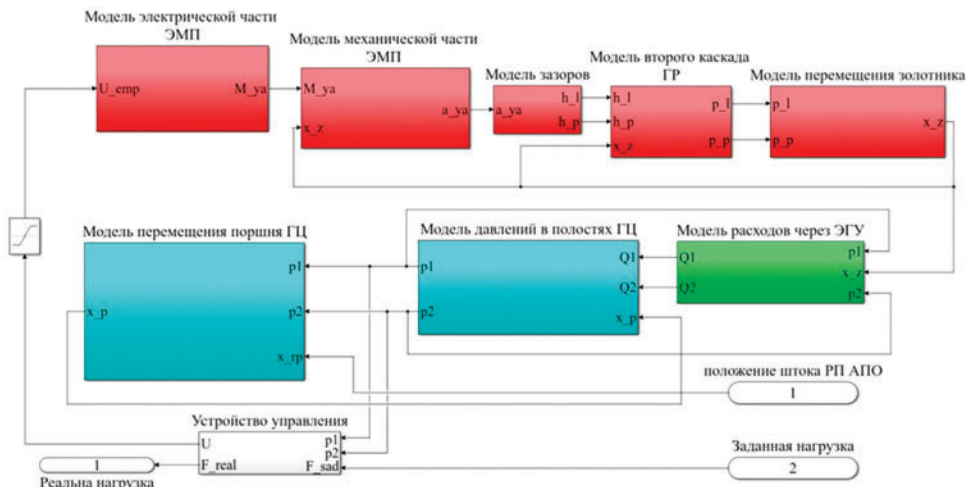 Модель электрической части
ЭМП
U_emp
M_ya
Модель механической части
ЭМП
M_ya
x_z
a_ya
Модель зазоров
a_ya
h_l
h_p
Модель второго каскада
ГР
h_l
h_p
x_z
p_l
p_p
Модель перемещения золотника
p_l
p_p
x_z
Модель перемещения поршня ГЦ
p1
p2
x_p
x_rp
Модель давлений в полостях ГЦ
p1
p2
Q1
Q2
x_p
Модель расходов через ЭГУ
Q1
Q2
p1
x_z
p2
положение штока РП АПО
1
Устройство управления
U
F_real
p1
p2
F_sad
1
Реальна нагрузка
Заданная нагрузка
2